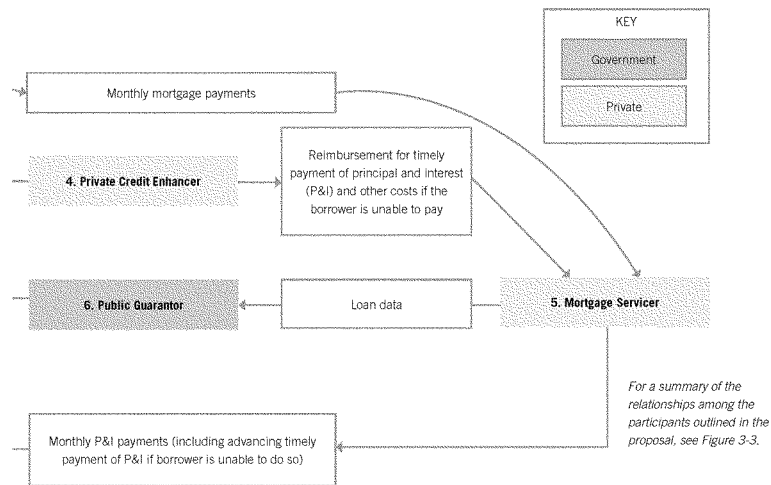 KEY
Government
Private
Monthly mortgage payments
4. Private Credit Enhancer
Reimbursement for timely
payment of principal and interest
(P&I) and other costs if the
borrower is unable to pay
6. Public Guarantor
Loan data
5. Mortgage Servicer
For a summary of the
relationships among the
participants outlined in the
proposal, see Figure 3-3.
Monthly P&I payments (including advancing timely
payment of P&I if borrower is unable to do so)